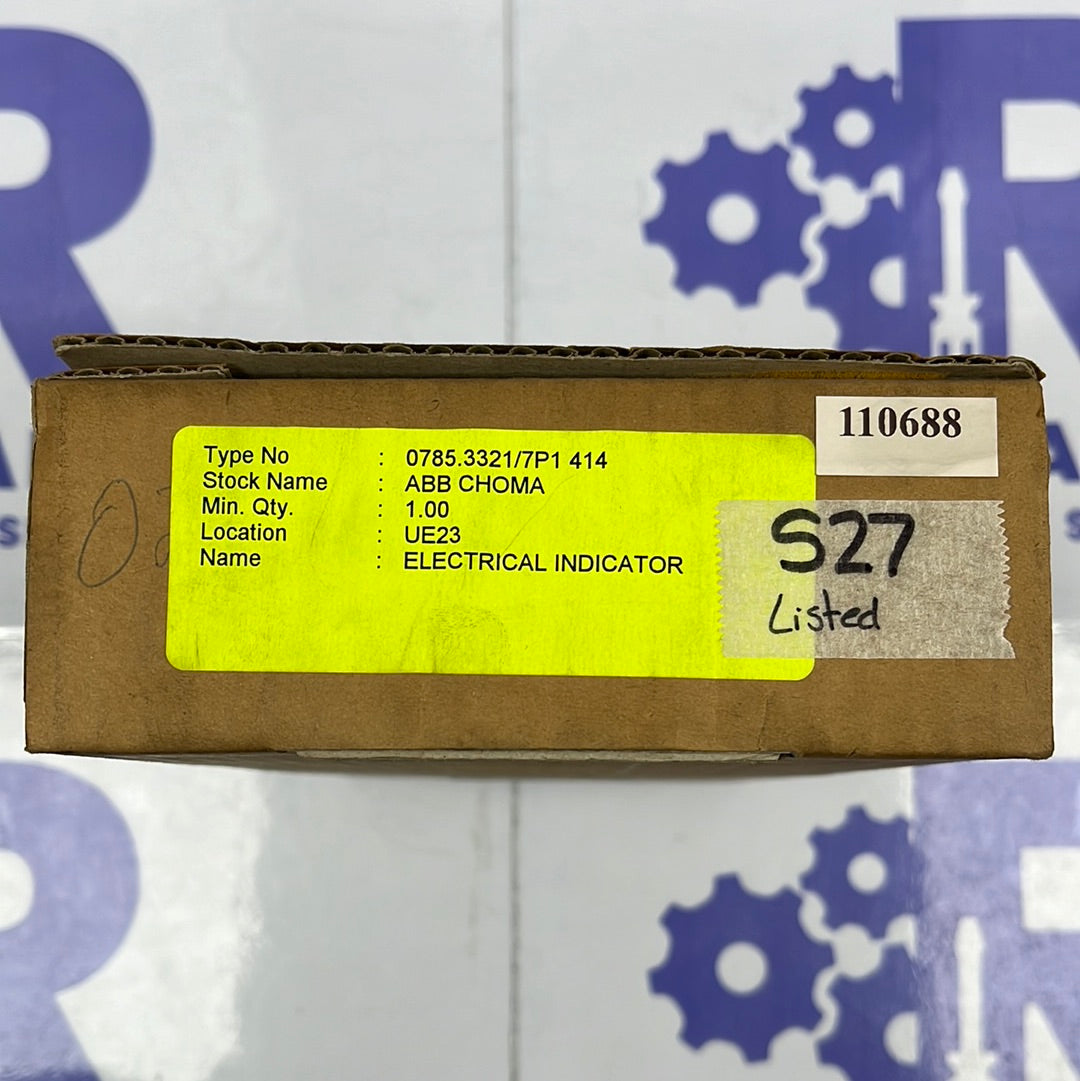 110688
Type No : 0785.3321/7P1 414
Stock Name : ABB CHOMA
Min. Qty. : 1.00
Location : UE23
Name : ELECTRICAL INDICATOR
S27
Listed